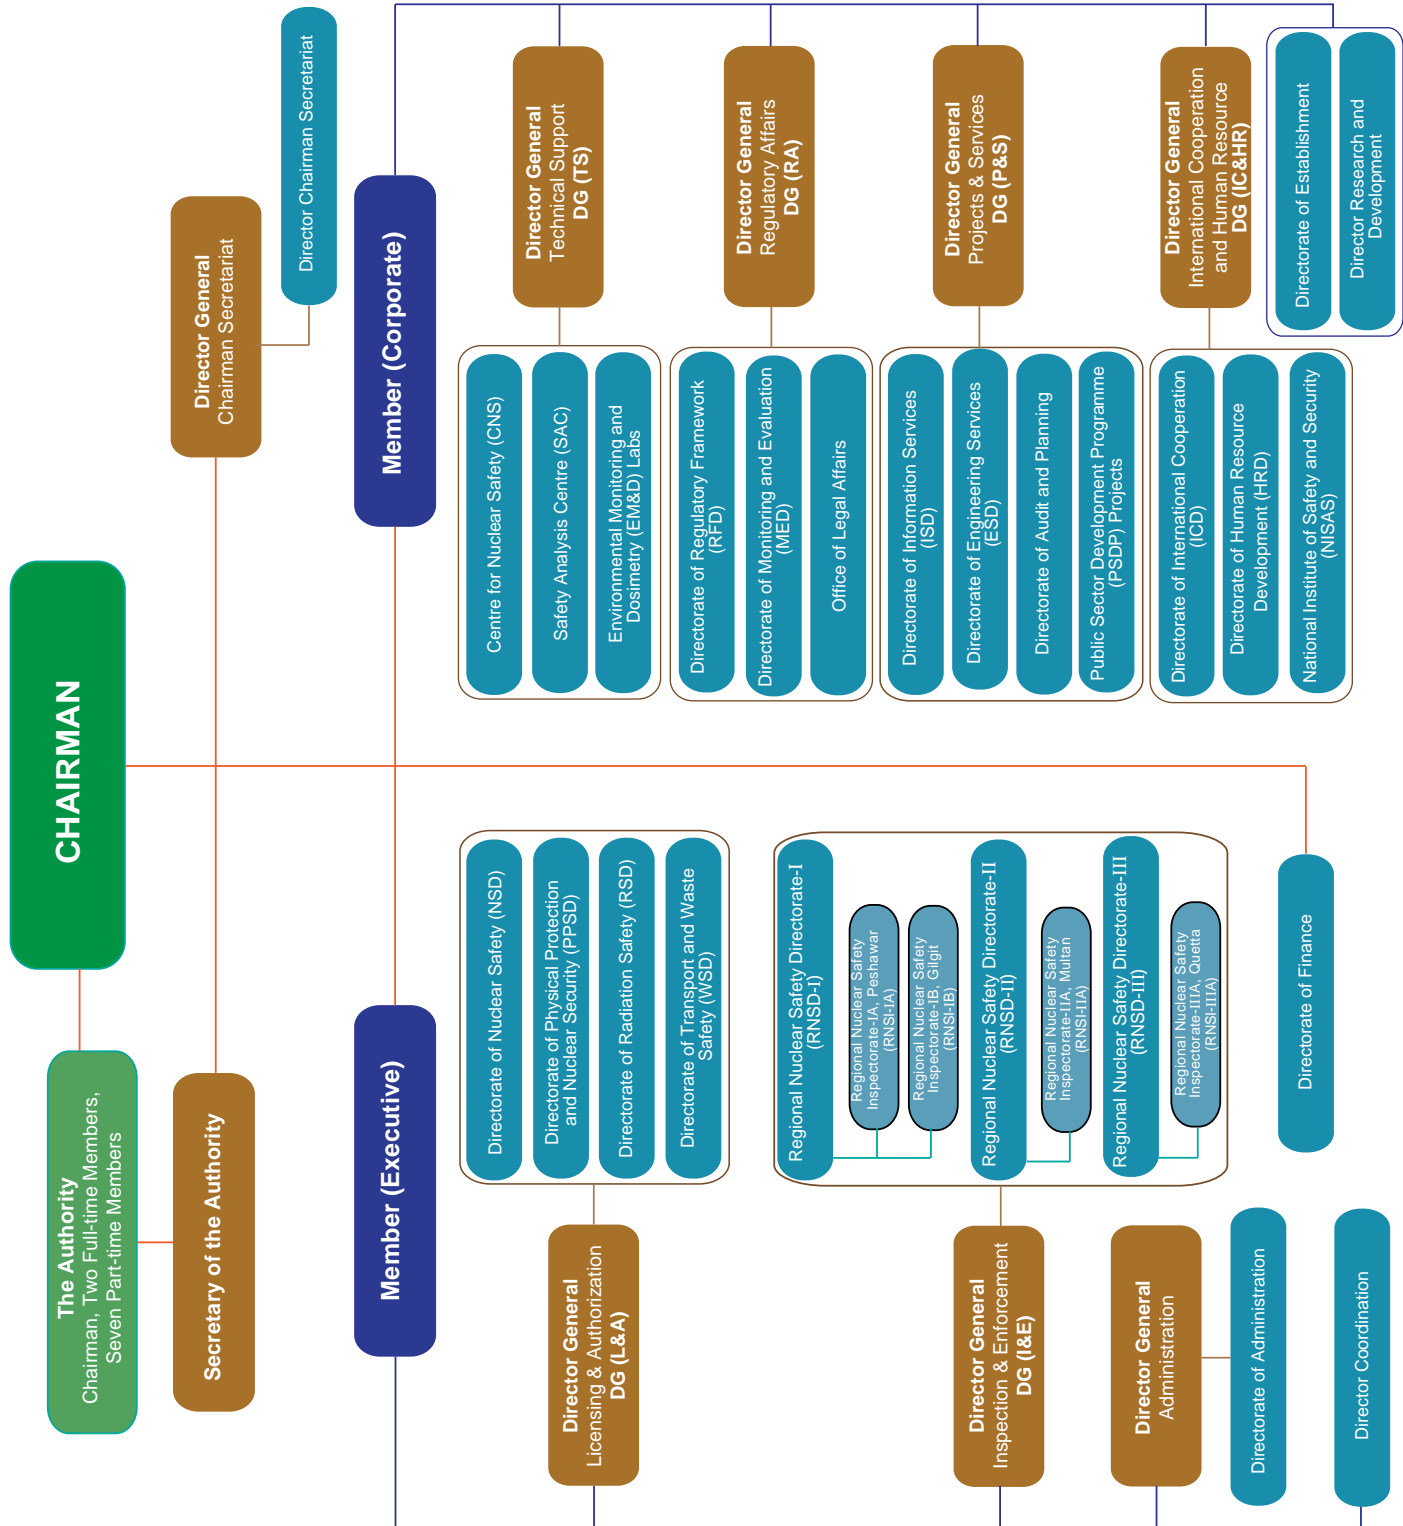 CHAIRMAN
The Authority
Chairman, Two Full-time Members,
Seven Part-time Members
Secretary of the Authority
Director General
Chairman Secretariat
Director Chairman Secretariat
Member (Executive)
Member (Corporate)
Director General
Licensing & Authorization
DG (L&A)
Directorate of Nuclear Safety (NSD)
Directorate of Physical Protection
and Nuclear Security (PPSD)
Directorate of Radiation Safety (RSD)
Directorate of Transport and Waste
Safety (WSD)
Director General
Inspection & Enforcement
DG (I&E)
Regional Nuclear Safety Directorate-I
(RNSD-I)
Regional Nuclear Safety
Inspectorate-IA, Peshawar
(RNSI-IA)
Regional Nuclear Safety
Inspectorate-IB, Gilgit
(RNSI-IB)
Regional Nuclear Safety Directorate-II
(RNSD-II)
Regional Nuclear Safety
Inspectorate-IIA, Multan
(RNSI-IIA)
Regional Nuclear Safety Directorate-III
(RNSD-III)
Regional Nuclear Safety
Inspectorate-IIIA, Quetta
(RNSI-IIIA)
Director General
Administration
Directorate of Administration
Director Coordination
Directorate of Finance
Director General
Technical Support
DG (TS)
Centre for Nuclear Safety (CNS)
Safety Analysis Centre (SAC)
Environmental Monitoring and
Dosimetry (EM&D) Labs
Director General
Regulatory Affairs
DG (RA)
Directorate of Regulatory Framework
(RFD)
Directorate of Monitoring and Evaluation
(MED)
Office of Legal Affairs
Director General
Projects & Services
DG (P&S)
Directorate of Information Services
(ISD)
Directorate of Engineering Services
(ESD)
Directorate of Audit and Planning
Public Sector Development Programme
(PSDP) Projects
Director General
International Cooperation
and Human Resource
DG (IC&HR)
Directorate of International Cooperation
(ICD)
Directorate of Human Resource
Development (HRD)
National Institute of Safety and Security
(NISAS)
Directorate of Establishment
Director Research and
Development